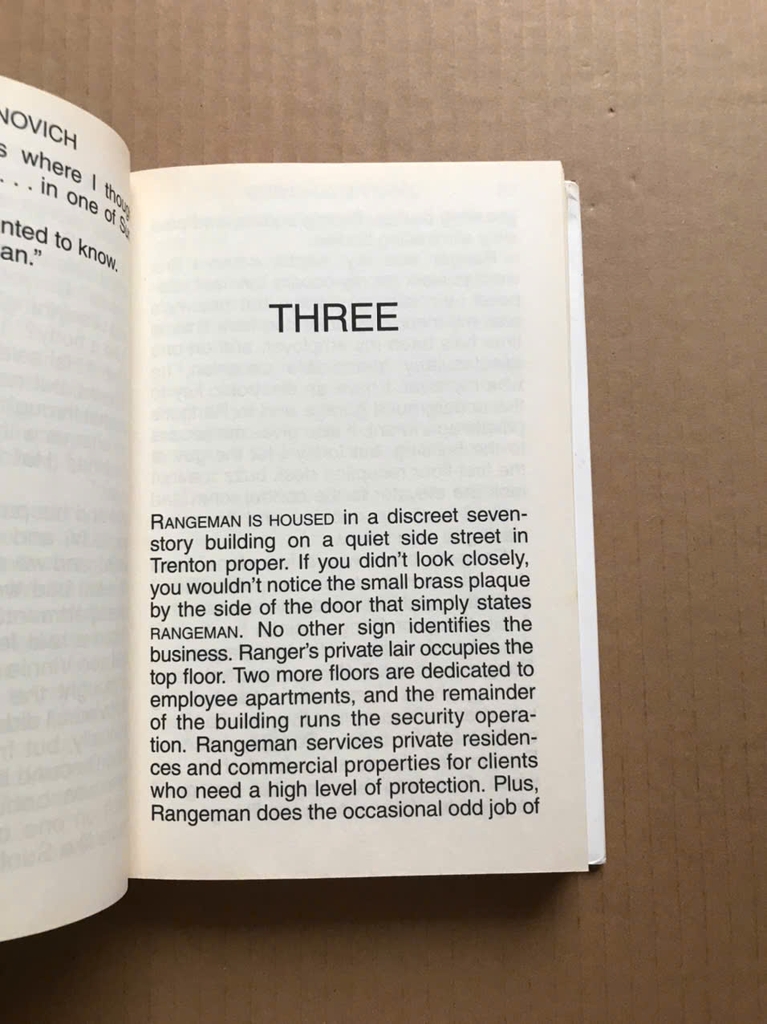 NOVICH
s where I thoug
. . . in one of Su
nted to know.
an.”
THREE
RANGEMAN IS HOUSED in a discreet seven-
story building on a quiet side street in
Trenton proper. If you didn’t look closely,
you wouldn’t notice the small brass plaque
by the side of the door that simply states
RANGEMAN. No other sign identifies the
business. Ranger’s private lair occupies the
top floor. Two more floors are dedicated to
employee apartments, and the remainder
of the building runs the security opera-
tion. Rangeman services private residen-
ces and commercial properties for clients
who need a high level of protection. Plus,
Rangeman does the occasional odd job of